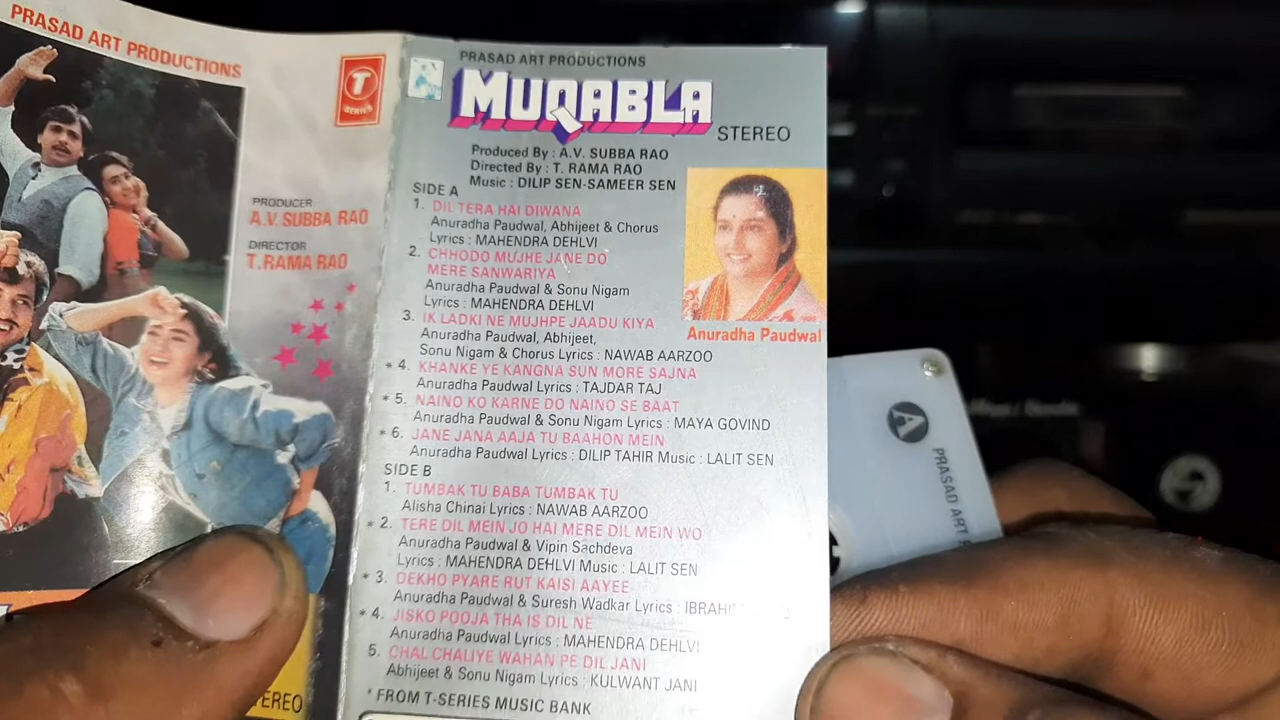 PRASAD ART PRODUCTIONS
T
SERIES
PRODUCER
A.V. SUBBA RAO
DIRECTOR
T. RAMA RAO
PRASAD ART PRODUCTIONS
MUQABLA
STEREO
Produced By : A.V. SUBBA RAO
Directed By : T. RAMA RAO
Music : DILIP SEN-SAMEER SEN
SIDE A
1. DIL TERA HAI DIWANA
Anuradha Paudwal, Abhijeet & Chorus
Lyrics : MAHENDRA DEHLVI
2. CHHODO MUJHE JANE DO
MERE SANWARIYA
Anuradha Paudwal & Sonu Nigam
Lyrics : MAHENDRA DEHLVI
3. IK LADKI NE MUJHPE JAADU KIYA
Anuradha Paudwal, Abhijeet,
Sonu Nigam & Chorus Lyrics : NAWAB AARZOO
* 4. KHANKE YE KANGNA SUN MORE SAJNA
Anuradha Paudwal Lyrics : TAJDAR TAJ
* 5. NAINO KO KARNE DO NAINO SE BAAT
Anuradha Paudwal & Sonu Nigam Lyrics : MAYA GOVIND
* 6. JANE JANA AAJA TU BAAHON MEIN
Anuradha Paudwal Lyrics : DILIP TAHIR Music : LALIT SEN
SIDE B
1. TUMBAK TU BABA TUMBAK TU
Alisha Chinai Lyrics : NAWAB AARZOO
* 2. TERE DIL MEIN JO HAI MERE DIL MEIN WO
Anuradha Paudwal & Vipin Sachdeva
Lyrics : MAHENDRA DEHLVI Music : LALIT SEN
* 3. DEKHO PYARE RUT KAISI AAYEE
Anuradha Paudwal & Suresh Wadkar Lyrics :
* 4. JISKO POOJA THA IS DIL NE
Anuradha Paudwal Lyrics : MAHENDRA DEHLVI
5. CHAL CHALIYE WAHAN PE DIL JANI
Abhijeet & Sonu Nigam Lyrics : KULWANT JANI
* FROM T-SERIES MUSIC BANK
Anuradha Paudwal
A
PRASAD ART